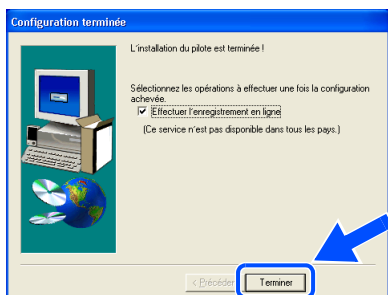 Configuration terminée
L'installation du pilote est terminée !
Sélectionnez les opérations à effectuer une fois la configuration
achevée.
Effectuer l'enregistrement en ligne
(Ce service n'est pas disponible dans tous les pays.)
< Précéder
Terminer